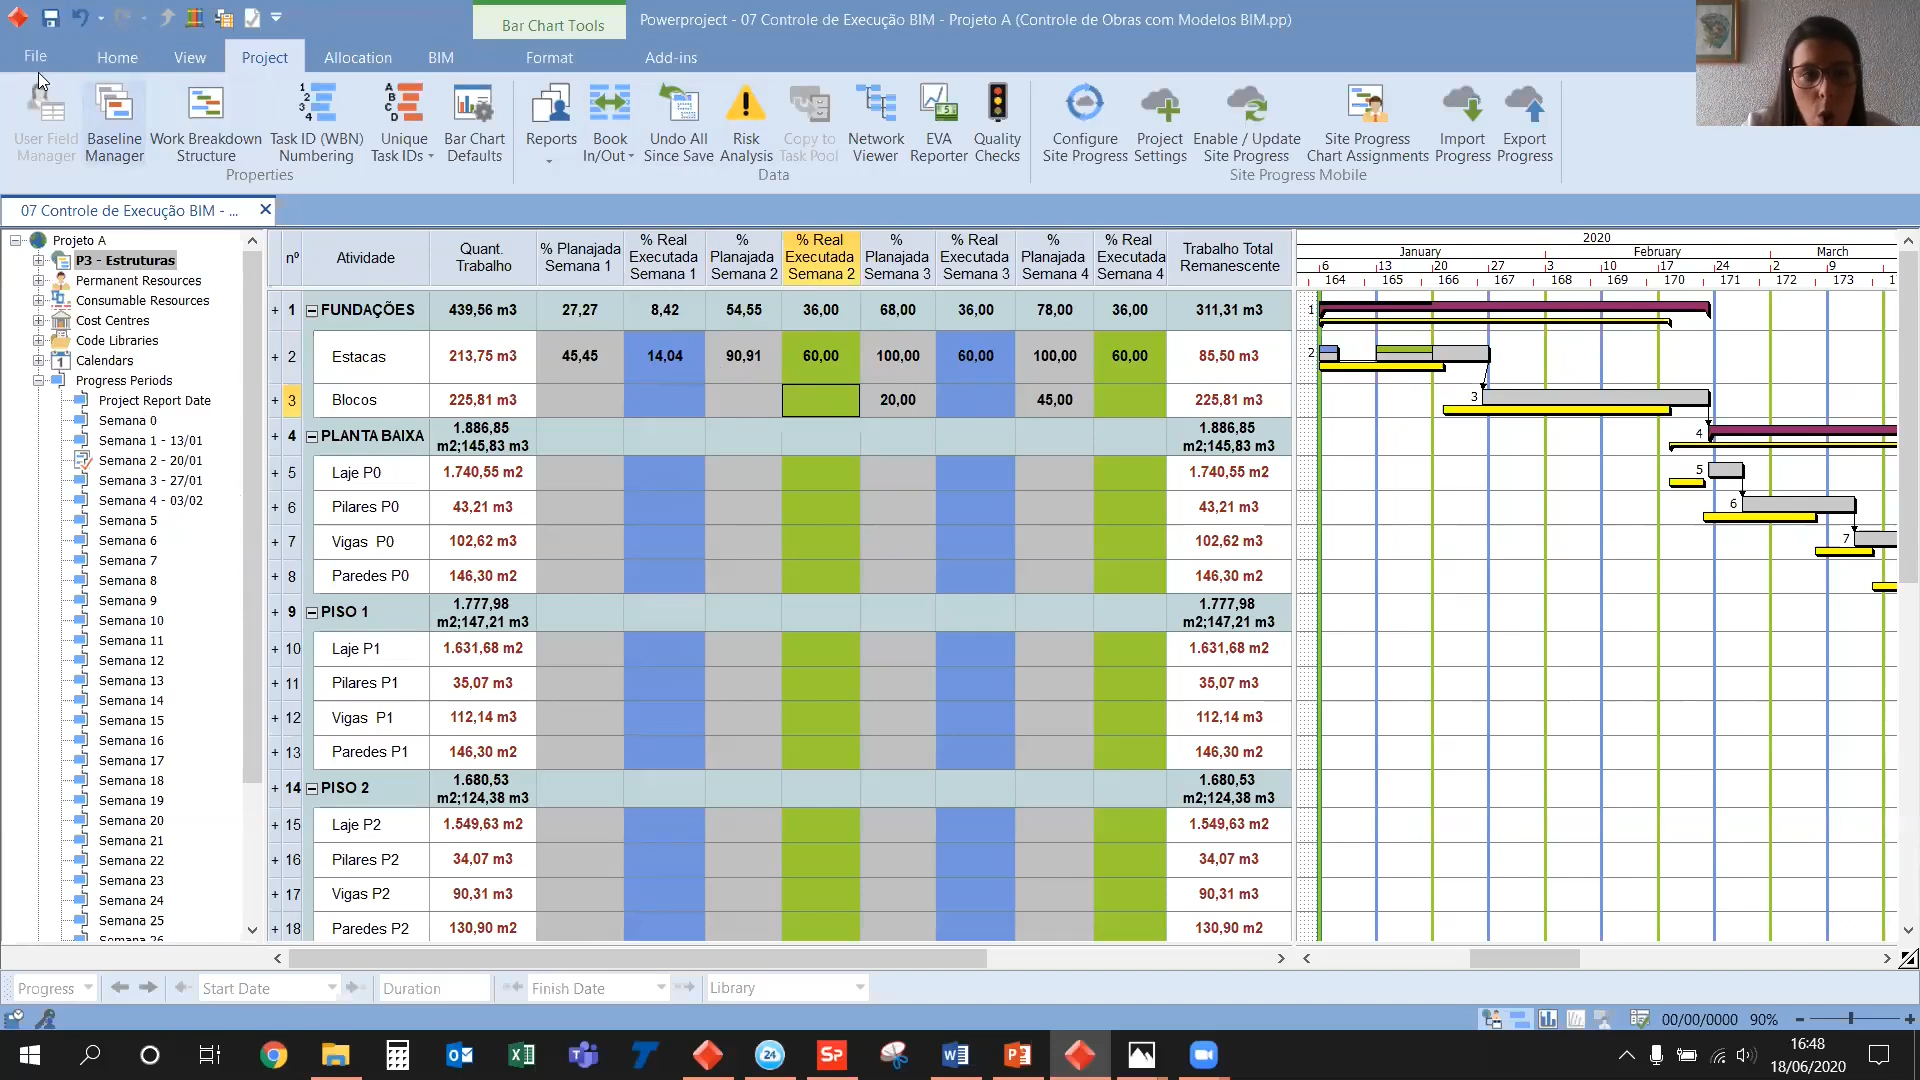 Bar Chart Tools
Powerproject - 07 Controle de Execução BIM - Projeto A (Controle de Obras com Modelos BIM.pp)
File Home View Project Allocation BIM Format Add-ins
User Field Manager
Baseline Manager
Work Breakdown Structure
Task ID (WBN) Numbering
Unique Task IDs
Bar Chart Defaults
Properties
Reports
Book In/Out
Undo All Since Save
Risk Analysis
Copy to Task Pool
Network Viewer
EVA Reporter
Quality Checks
Data
Configure Site Progress
Project Settings
Enable / Update Site Progress
Site Progress Chart Assignments
Import Progress
Export Progress
Site Progress Mobile
07 Controle de Execução BIM - ...
Projeto A
P3 - Estruturas
Permanent Resources
Consumable Resources
Cost Centres
Code Libraries
Calendars
Progress Periods
Project Report Date
Semana 0
Semana 1 - 13/01
Semana 2 - 20/01
Semana 3 - 27/01
Semana 4 - 03/02
Semana 5
Semana 6
Semana 7
Semana 8
Semana 9
Semana 10
Semana 11
Semana 12
Semana 13
Semana 14
Semana 15
Semana 16
Semana 17
Semana 18
Semana 19
Semana 20
Semana 21
Semana 22
Semana 23
Semana 24
Semana 25
Semana 26
nº Atividade Quant. Trabalho % Planajada Semana 1 % Real Executada Semana 1 % Planajada Semana 2 % Real Executada Semana 2 % Planajada Semana 3 % Real Executada Semana 3 % Planajada Semana 4 % Real Executada Semana 4 Trabalho Total Remanescente
1 FUNDAÇÕES 439,56 m3 27,27 8,42 54,55 36,00 68,00 36,00 78,00 36,00 311,31 m3
2 Estacas 213,75 m3 45,45 14,04 90,91 60,00 100,00 60,00 100,00 60,00 85,50 m3
3 Blocos 225,81 m3 20,00 45,00 225,81 m3
4 PLANTA BAIXA 1.886,85 m2;145,83 m3 1.886,85 m2;145,83 m3
5 Laje P0 1.740,55 m2 1.740,55 m2
6 Pilares P0 43,21 m3 43,21 m3
7 Vigas P0 102,62 m3 102,62 m3
8 Paredes P0 146,30 m2 146,30 m2
9 PISO 1 1.777,98 m2;147,21 m3 1.777,98 m2;147,21 m3
10 Laje P1 1.631,68 m2 1.631,68 m2
11 Pilares P1 35,07 m3 35,07 m3
12 Vigas P1 112,14 m3 112,14 m3
13 Paredes P1 146,30 m2 146,30 m2
14 PISO 2 1.680,53 m2;124,38 m3 1.680,53 m2;124,38 m3
15 Laje P2 1.549,63 m2 1.549,63 m2
16 Pilares P2 34,07 m3 34,07 m3
17 Vigas P2 90,31 m3 90,31 m3
18 Paredes P2 130,90 m2 130,90 m2
2020
January February March
6 13 20 27 3 10 17 24 2 9
164 165 166 167 168 169 170 171 172 173 1
1
2
3
4
5
6
7
Progress Start Date Duration Finish Date Library
00/00/0000 90%
24 SP
16:48
18/06/2020